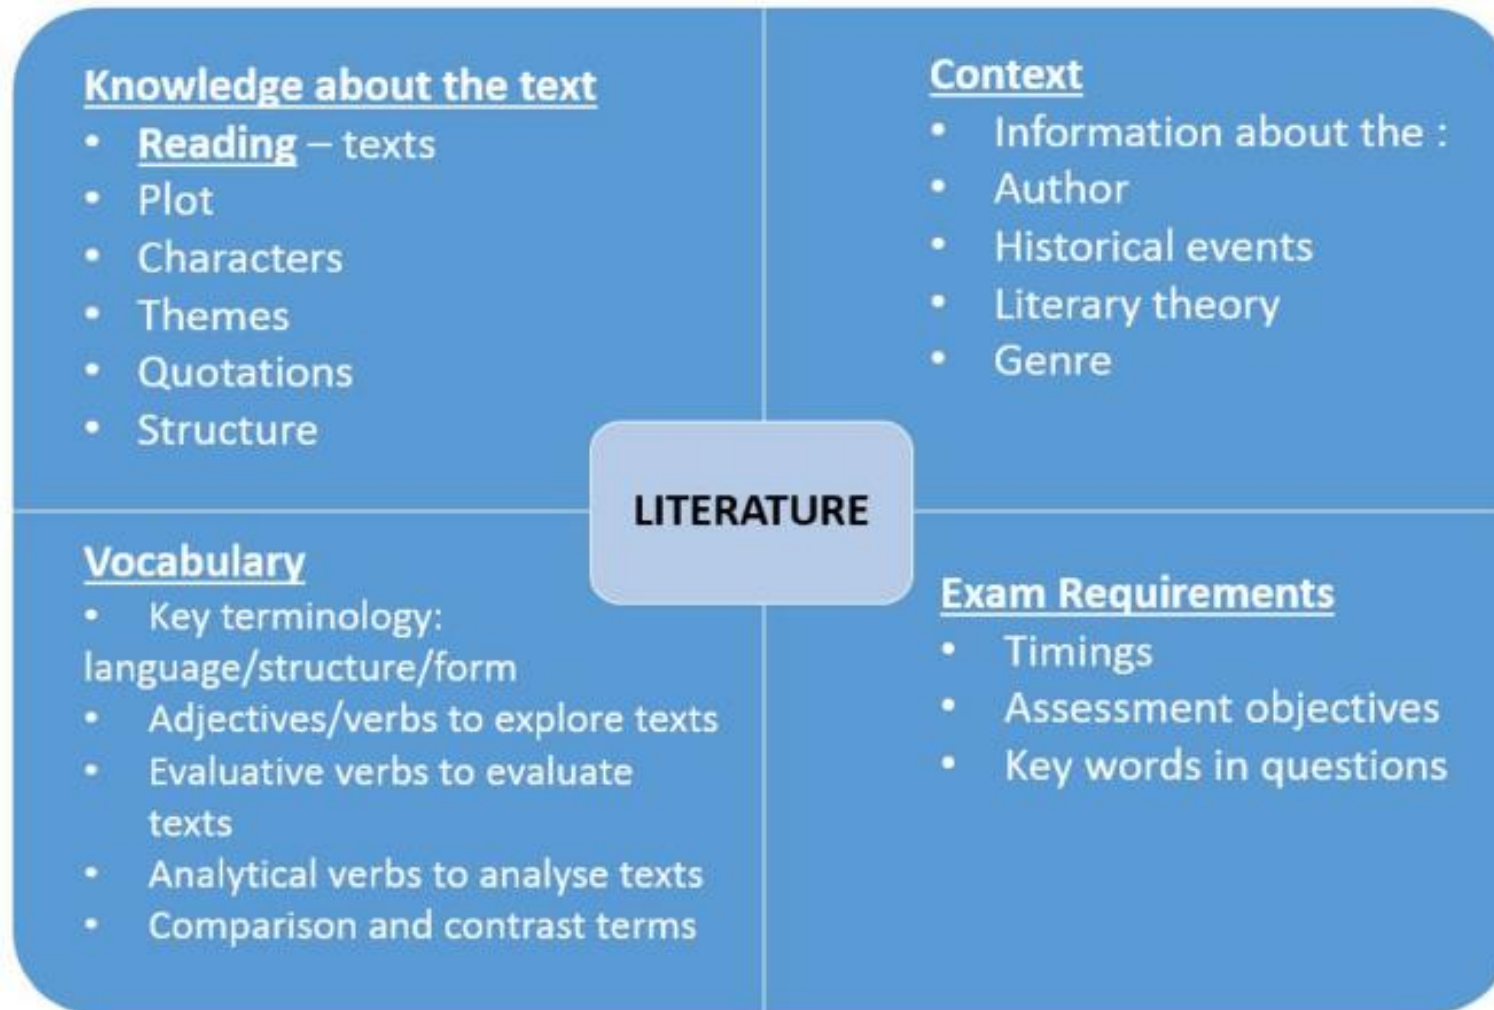 Knowledge about the text
• Reading – texts
• Plot
• Characters
• Themes
• Quotations
• Structure
Context
• Information about the :
• Author
• Historical events
• Literary theory
• Genre
LITERATURE
Vocabulary
• Key terminology:
language/structure/form
• Adjectives/verbs to explore texts
• Evaluative verbs to evaluate
texts
• Analytical verbs to analyse texts
• Comparison and contrast terms
Exam Requirements
• Timings
• Assessment objectives
• Key words in questions